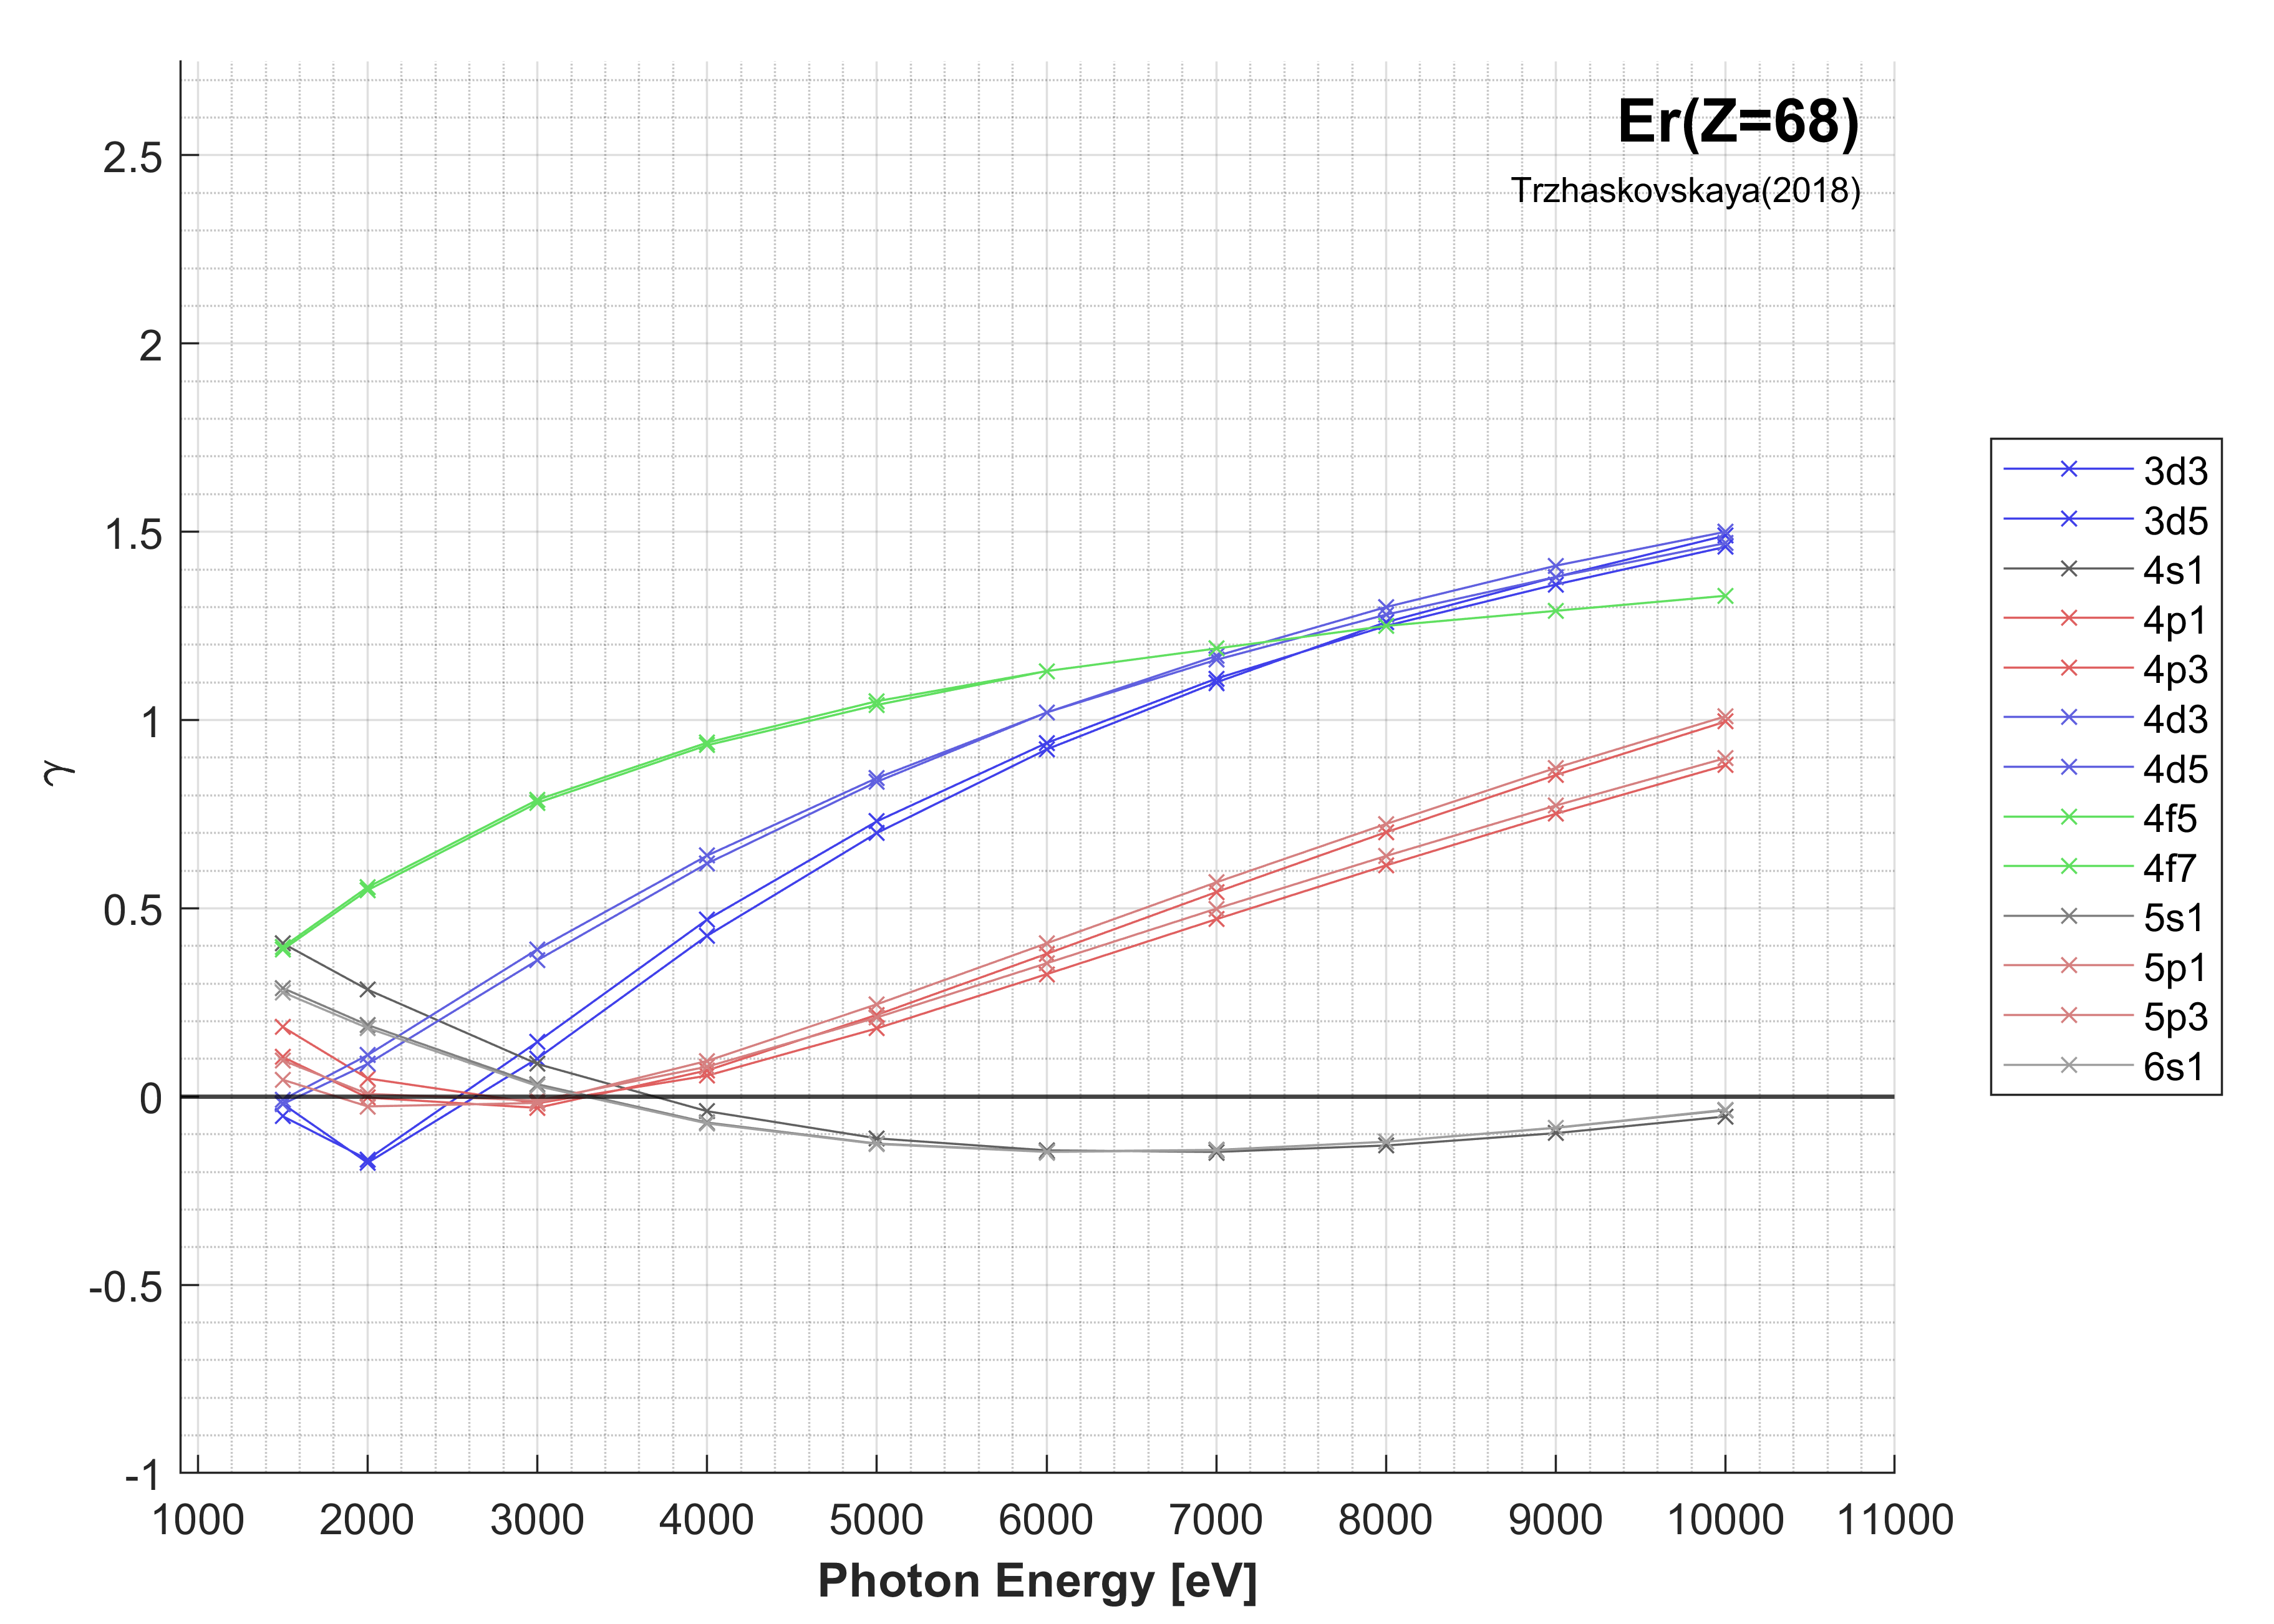 Er(Z=68)
Trzhaskovskaya(2018)
2.5
2
1.5
1
0.5
0
-0.5
-1
γ
1000 2000 3000 4000 5000 6000 7000 8000 9000 10000 11000
Photon Energy [eV]
3d3
3d5
4s1
4p1
4p3
4d3
4d5
4f5
4f7
5s1
5p1
5p3
6s1